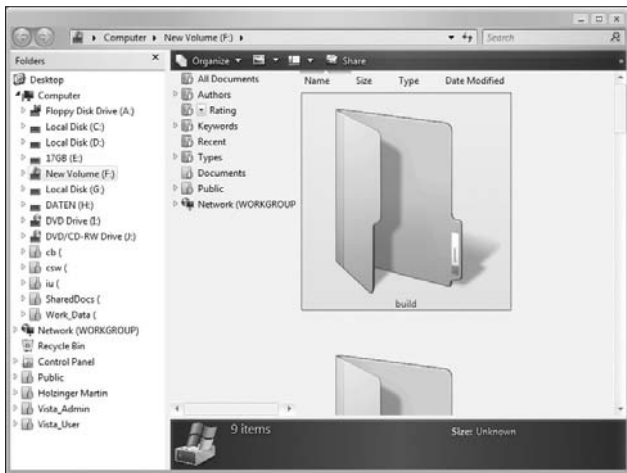 Computer New Volume (F:)
Search
Folders
Organize Share
Desktop
Computer
Floppy Disk Drive (A:)
Local Disk (C:)
Local Disk (D:)
17GB (E:)
New Volume (F:)
Local Disk (G:)
DATEN (H:)
DVD Drive (I:)
DVD/CD-RW Drive (J:)
cb (
csw (
iu (
SharedDocs (
Work_Data (
Network (WORKGROUP)
Recycle Bin
Control Panel
Public
Holzinger Martin
Vista_Admin
Vista_User
All Documents
Authors
Rating
Keywords
Recent
Types
Documents
Public
Network (WORKGROUP
Name Size Type Date Modified
build
9 items
Size: Unknown